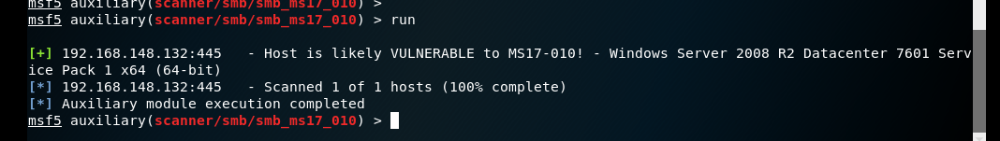 msf5 auxiliary(scanner/smb/smb_ms17_010) >
msf5 auxiliary(scanner/smb/smb_ms17_010) > run
[+] 192.168.148.132:445   - Host is likely VULNERABLE to MS17-010! - Windows Server 2008 R2 Datacenter 7601 Serv
ice Pack 1 x64 (64-bit)
[*] 192.168.148.132:445   - Scanned 1 of 1 hosts (100% complete)
[*] Auxiliary module execution completed
msf5 auxiliary(scanner/smb/smb_ms17_010) >